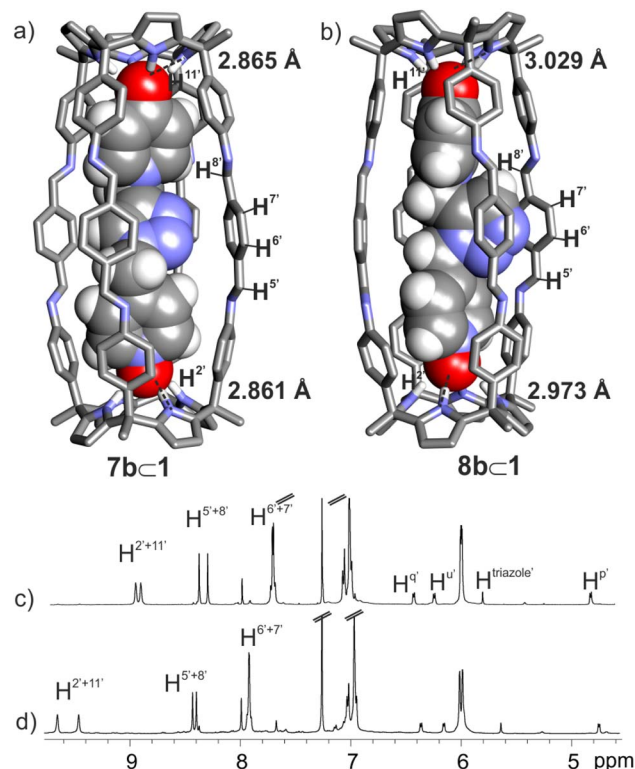 a)
2.865 Å
H11'
H8'
H7'
H6'
H5'
H2'
2.861 Å
7b⊂1
b)
3.029 Å
H11'
H8'
H7'
H6'
H5'
H2'
2.973 Å
8b⊂1
c)
H2'+11'
H5'+8'
H6'+7'
Hq'
Hu'
Htriazole'
Hp'
d)
H2'+11'
H5'+8'
H6'+7'
9 8 7 6 5 ppm